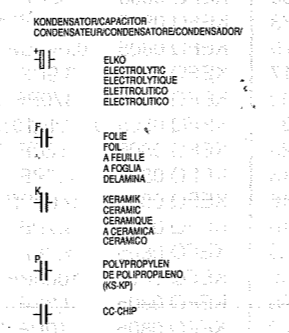 KONDENSATOR/CAPACITOR
CONDENSATEUR/CONDENSATORE/CONDENSADOR/
+
ELKO
ELECTROLYTIC
ELECTROLYTIQUE
ELETTROLITICO
ELECTROLITICO
F
FOLIE
FOIL
A FEUILLE
A FOGLIA
DELAMINA
K
KERAMIK
CERAMIC
CERAMIQUE
A CERAMICA
CERAMICO
P
POLYPROPYLEN
DE POLIPROPILENO
(KS-KP)
CC-CHIP